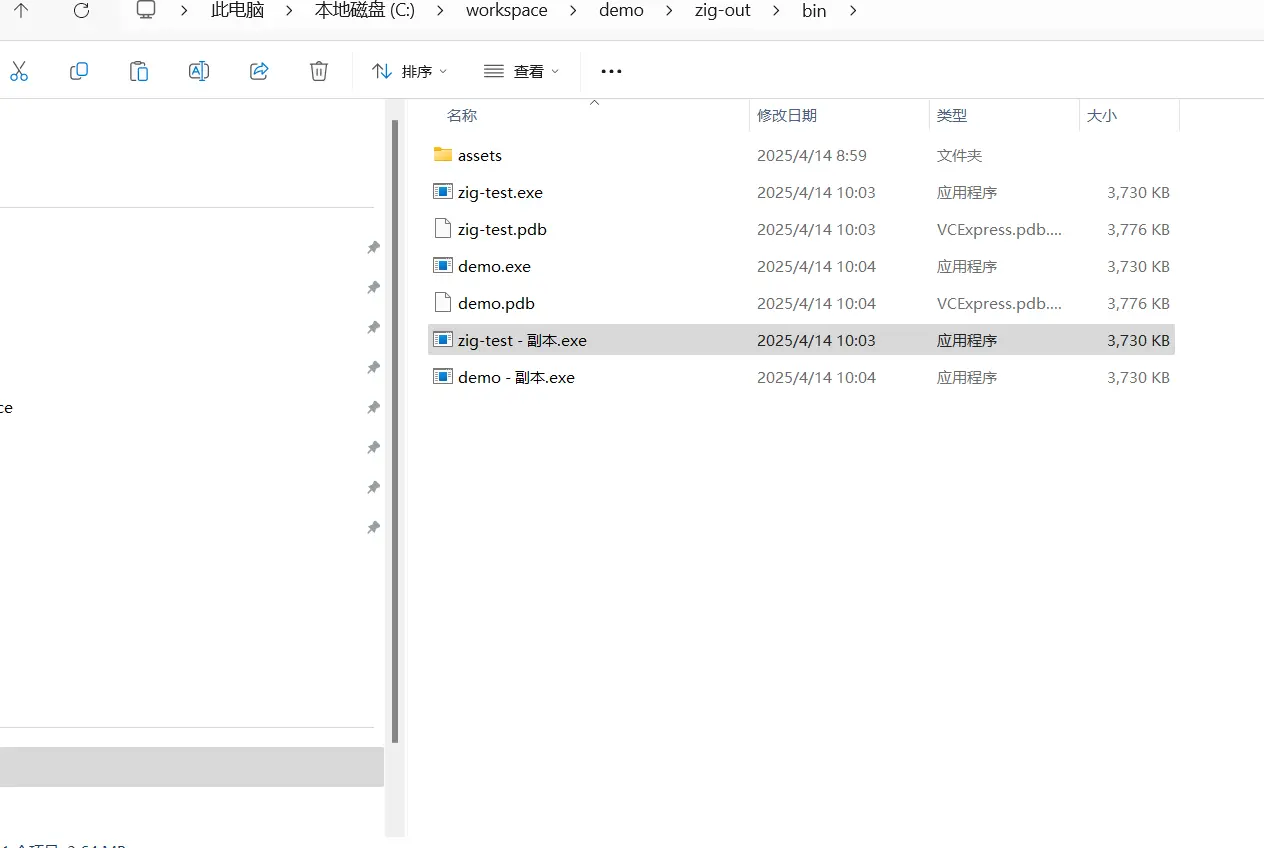 此电脑 > 本地磁盘 (C:) > workspace > demo > zig-out > bin >
排序 查看
名称 修改日期 类型 大小
assets 2025/4/14 8:59 文件夹
zig-test.exe 2025/4/14 10:03 应用程序 3,730 KB
zig-test.pdb 2025/4/14 10:03 VCExpress.pdb.... 3,776 KB
demo.exe 2025/4/14 10:04 应用程序 3,730 KB
demo.pdb 2025/4/14 10:04 VCExpress.pdb.... 3,776 KB
zig-test - 副本.exe 2025/4/14 10:03 应用程序 3,730 KB
demo - 副本.exe 2025/4/14 10:04 应用程序 3,730 KB
ce